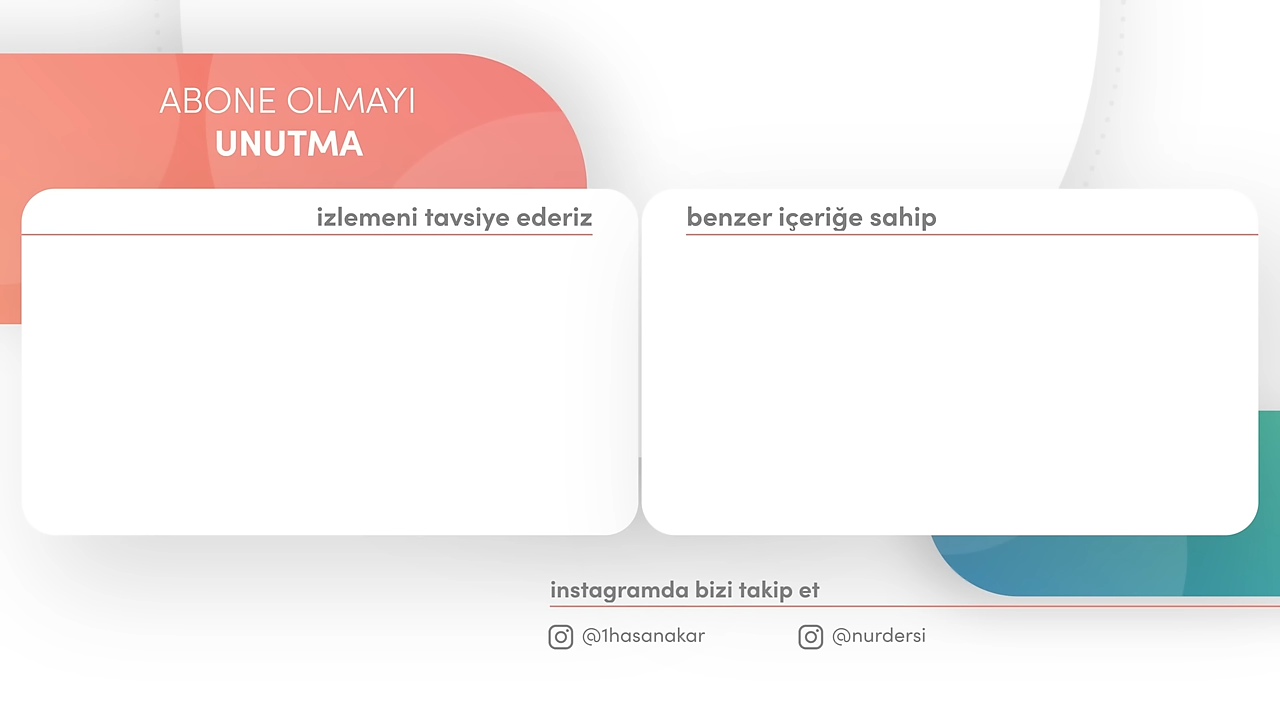 ABONE OLMAYI
UNUTMA
izlemeni tavsiye ederiz
benzer içeriğe sahip
instagramda bizi takip et
@1hasanakar
@nurdersi